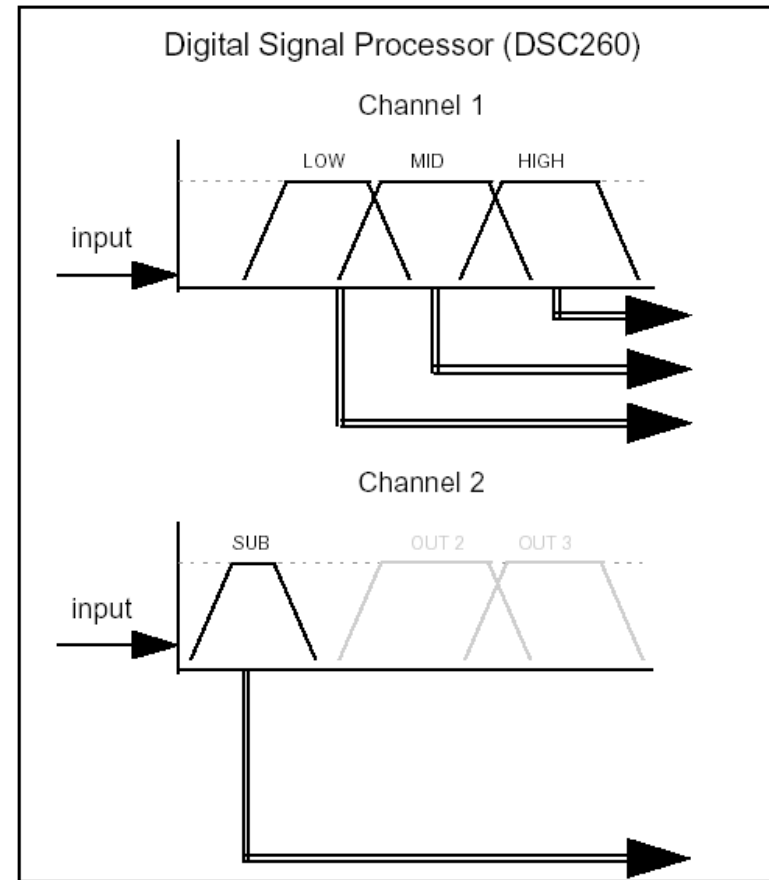 Digital Signal Processor (DSC260)
Channel 1
LOW MID HIGH
input
Channel 2
SUB OUT 2 OUT 3
input